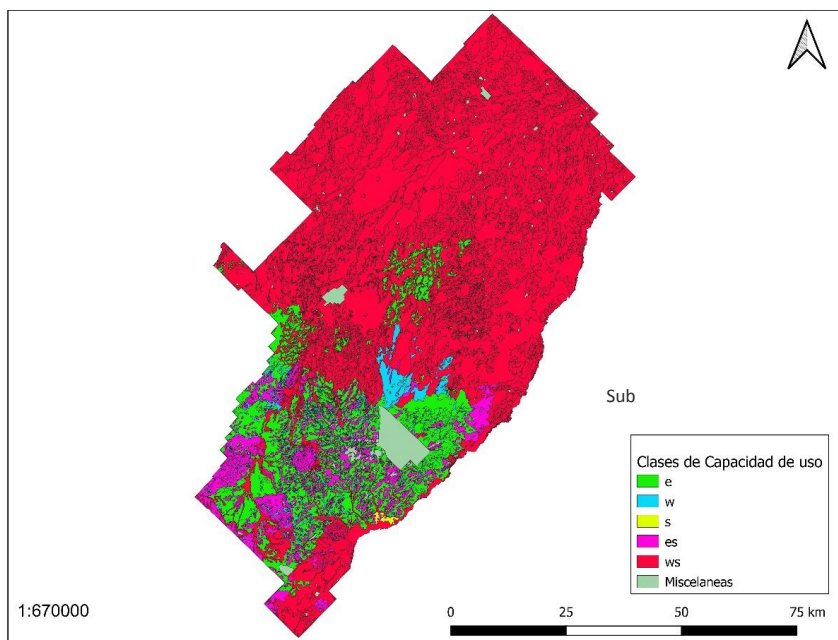 Sub
Clases de Capacidad de uso
e
w
s
es
ws
Miscelaneas
1:670000
0 25 50 75 km